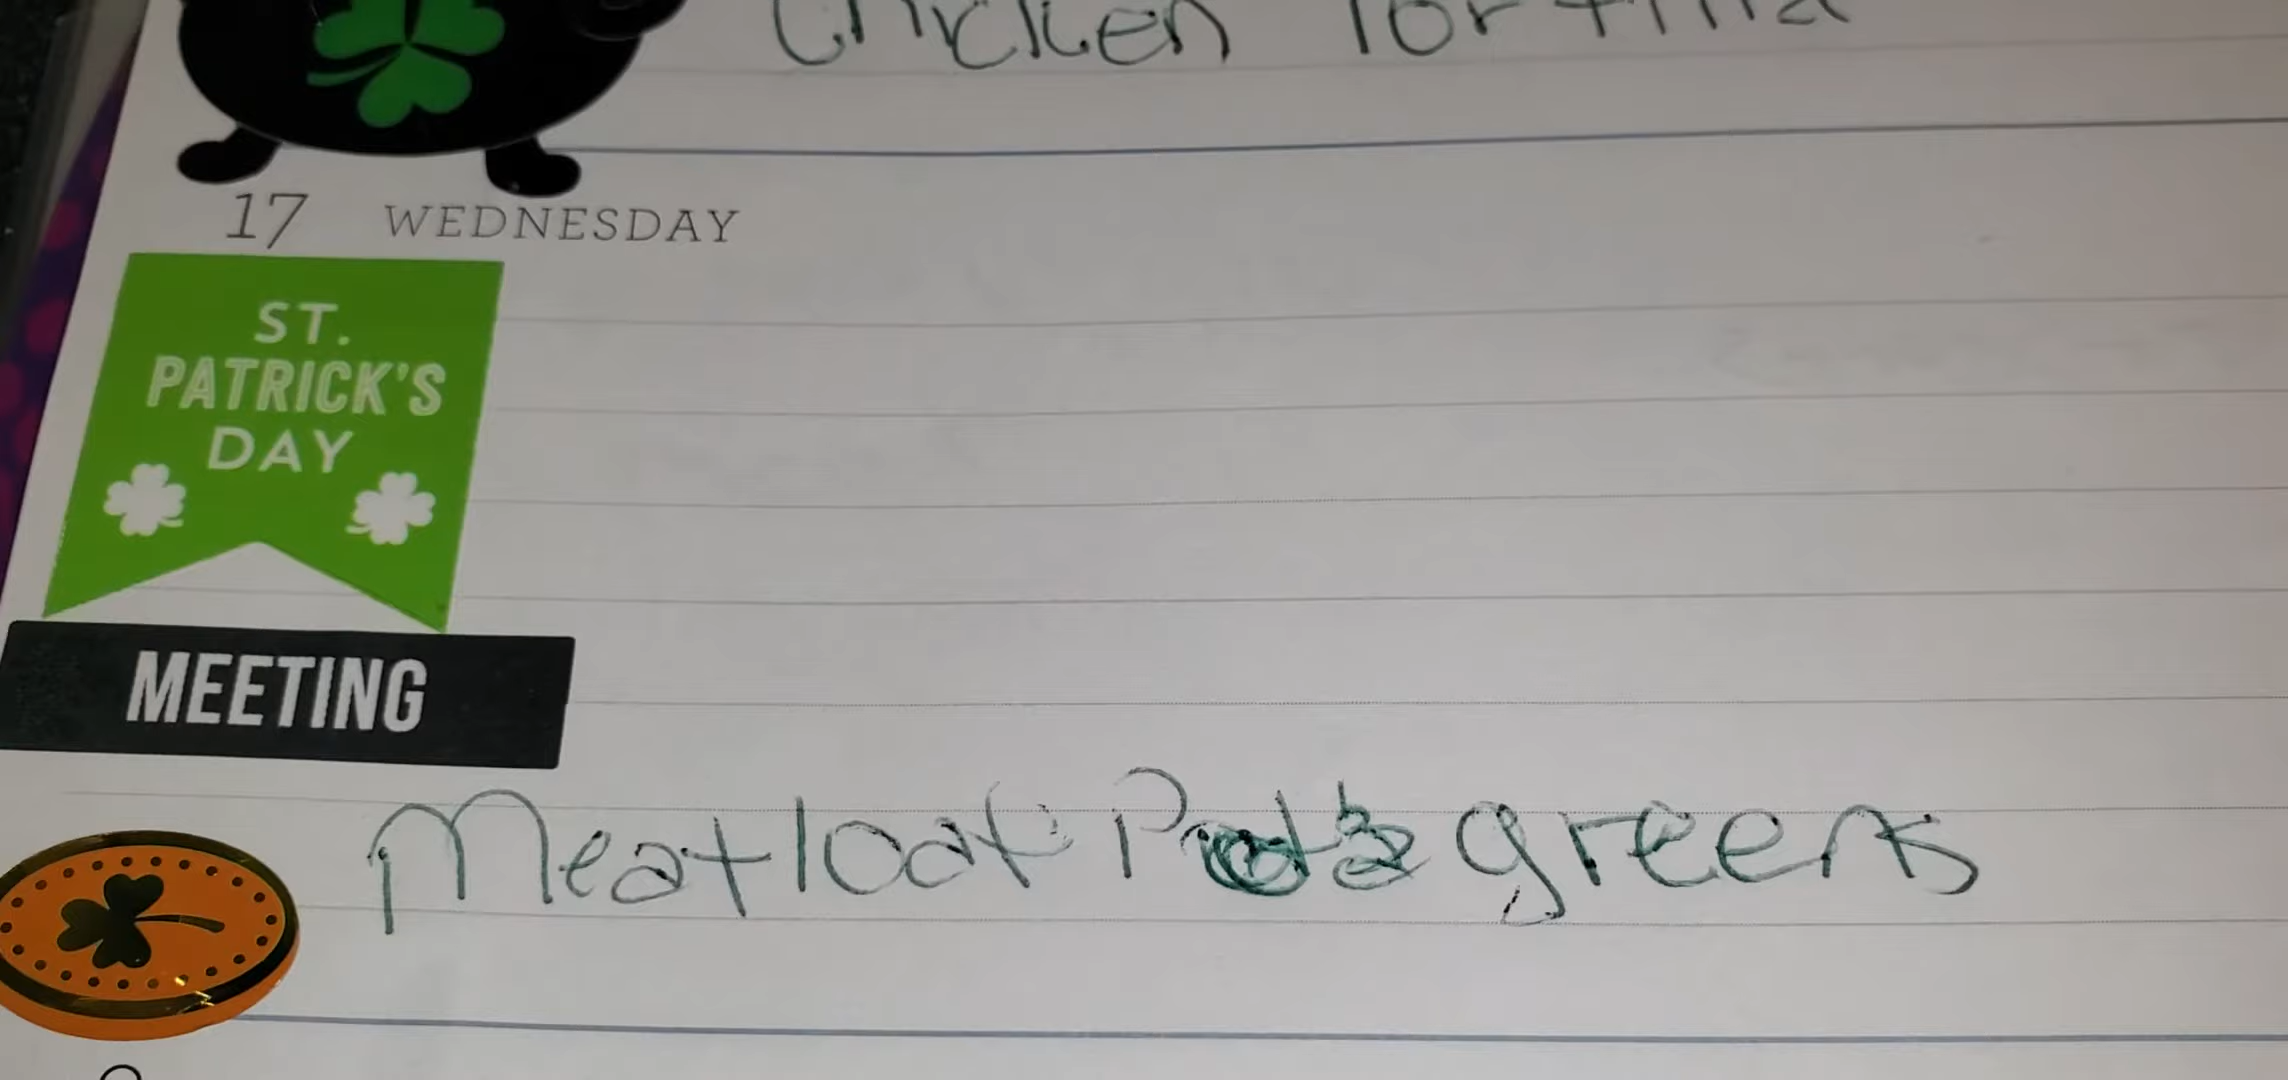 Chicken Tortilla
17 WEDNESDAY
ST.
PATRICK'S
DAY
MEETING
Meatloaf greens